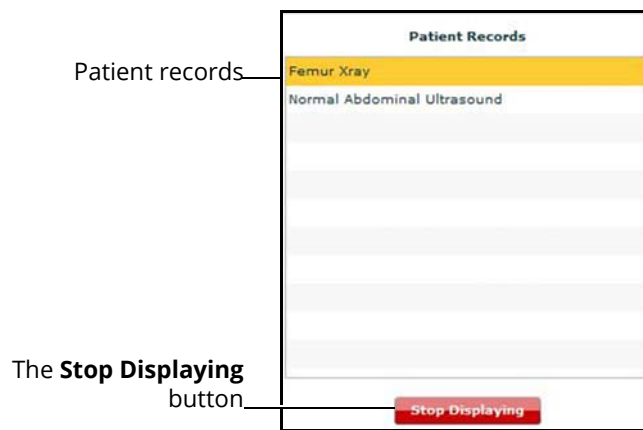 Patient Records
Patient records
Femur Xray
Normal Abdominal Ultrasound
The Stop Displaying
button
Stop Displaying